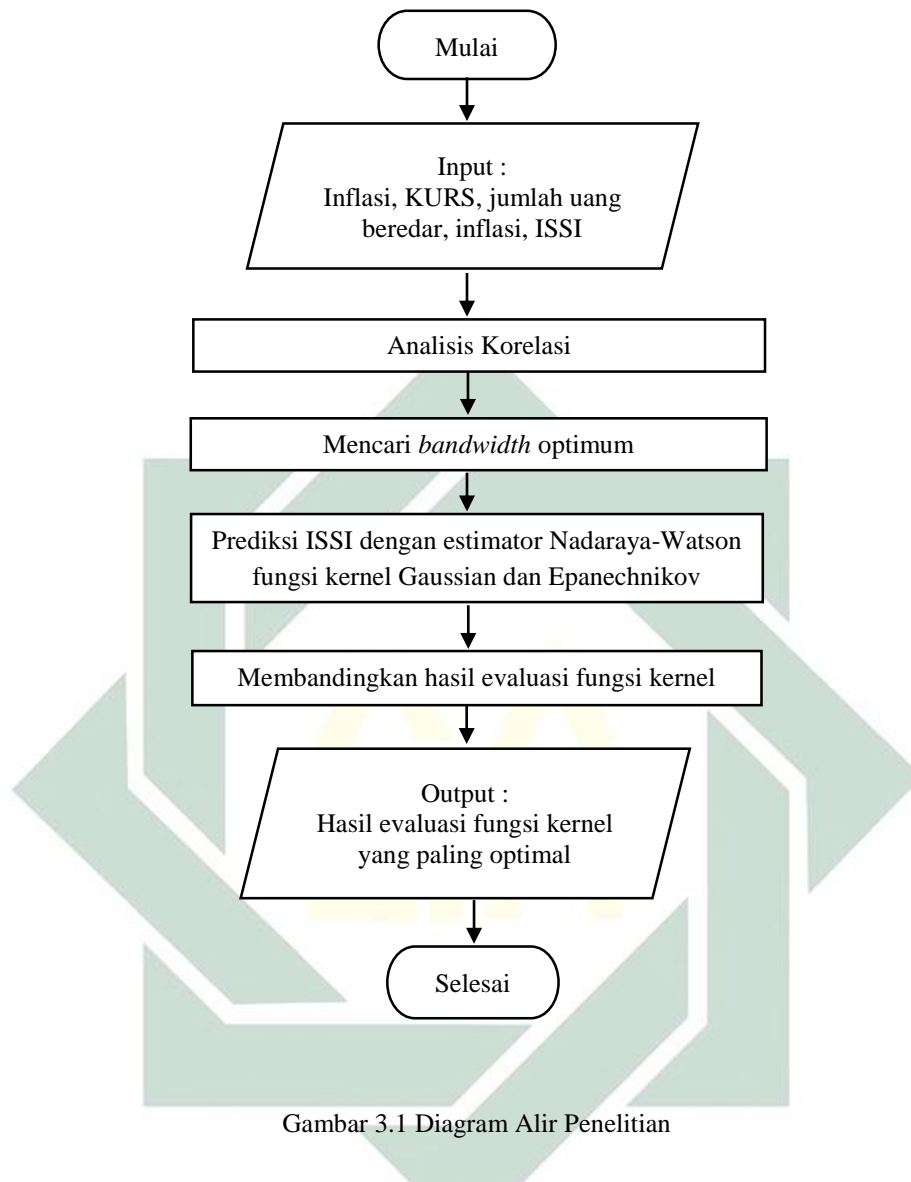 Mulai
Input :
Inflasi, KURS, jumlah uang
beredar, inflasi, ISSI
Analisis Korelasi
Mencari bandwidth optimum
Prediksi ISSI dengan estimator Nadaraya-Watson
fungsi kernel Gaussian dan Epanechnikov
Membandingkan hasil evaluasi fungsi kernel
Output :
Hasil evaluasi fungsi kernel
yang paling optimal
Selesai
Gambar 3.1 Diagram Alir Penelitian